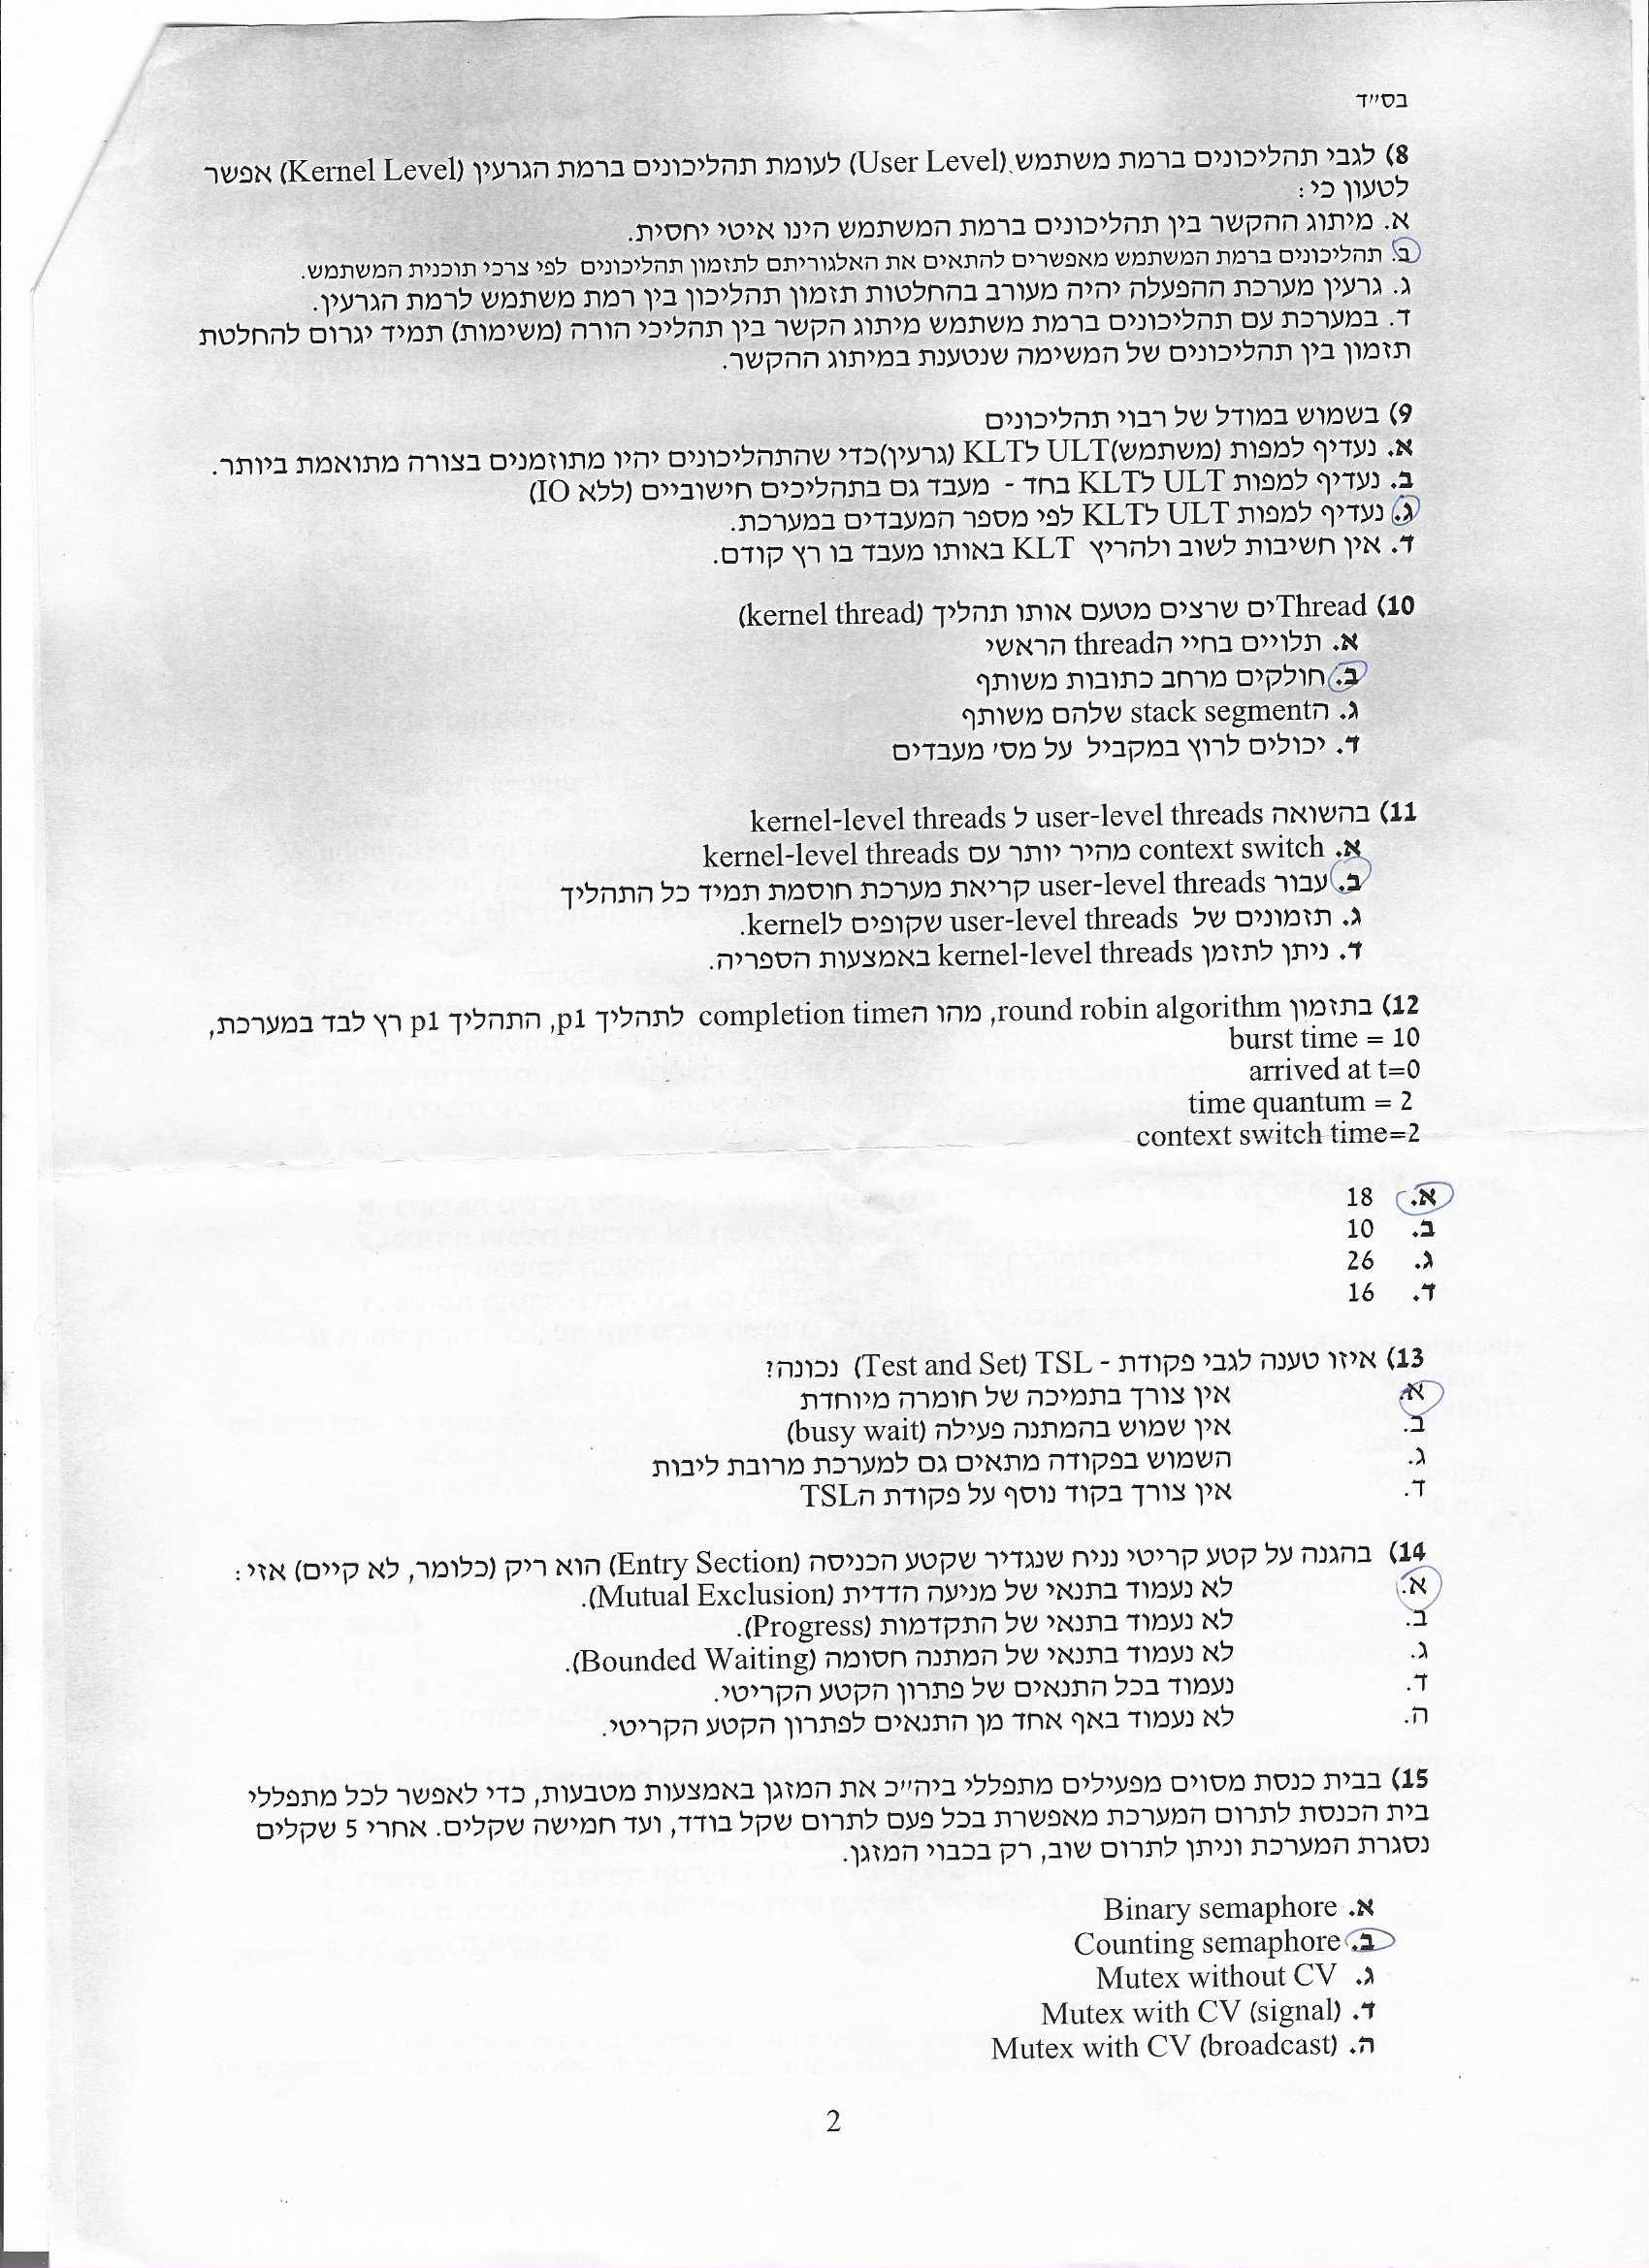 בס״ד
8) לגבי תהליכונים ברמת משתמש (User Level) לעומת תהליכונים ברמת הגרעין (Kernel Level) אפשר
לטעון כי:
א. מיתוג ההקשר בין תהליכונים ברמת המשתמש הינו איטי יחסית.
ב. תהליכונים ברמת המשתמש מאפשרים להתאים את האלגוריתם לתזמון תהליכונים לפי צרכי תוכנית המשתמש.
ג. גרעין מערכת ההפעלה יהיה מעורב בהחלטות תזמון תהליכון בין רמת משתמש לרמת הגרעין.
ד. במערכת עם תהליכונים ברמת משתמש מיתוג הקשר בין תהליכי הורה (משימות) תמיד יגרום להחלטת
תזמון בין תהליכונים של המשימה שנטענת במיתוג ההקשר.
9) בשמוש במודל של רבוי תהליכונים
א. נעדיף למפות (משתמש)ULT לKLT (גרעין)כדי שהתהליכונים יהיו מתוזמנים בצורה מתואמת ביותר.
ב. נעדיף למפות ULT לKLT בחד - מעבד גם בתהליכים חישוביים (ללא IO)
ג. נעדיף למפות ULT לKLT לפי מספר המעבדים במערכת.
ד. אין חשיבות לשוב ולהריץ KLT באותו מעבד בו רץ קודם.
10) Threadים שרצים מטעם אותו תהליך (kernel thread)
א. תלויים בחיי הthread הראשי
ב. חולקים מרחב כתובות משותף
ג. הstack segment שלהם משותף
ד. יכולים לרוץ במקביל על מס׳ מעבדים
11) בהשואה user-level threads ל kernel-level threads
א. context switch מהיר יותר עם kernel-level threads
ב. עבור user-level threads קריאת מערכת חוסמת תמיד כל התהליך
ג. תזמונים של user-level threads שקופים לkernel.
ד. ניתן לתזמן kernel-level threads באמצעות הספריה.
12) בתזמון round robin algorithm, מהו הcompletion time לתהליך p1, התהליך p1 רץ לבד במערכת,
burst time = 10
arrived at t=0
time quantum = 2
context switch time=2
א. 18
ב. 10
ג. 26
ד. 16
13) איזו טענה לגבי פקודת - TSL (Test and Set) נכונה?
א. אין צורך בתמיכה של חומרה מיוחדת
ב. אין שמוש בהמתנה פעילה (busy wait)
ג. השמוש בפקודה מתאים גם למערכת מרובת ליבות
ד. אין צורך בקוד נוסף על פקודת הTSL
14) בהגנה על קטע קריטי נניח שנגדיר שקטע הכניסה (Entry Section) הוא ריק (כלומר, לא קיים) אזי:
א. לא נעמוד בתנאי של מניעה הדדית (Mutual Exclusion).
ב. לא נעמוד בתנאי של התקדמות (Progress).
ג. לא נעמוד בתנאי של המתנה חסומה (Bounded Waiting).
ד. נעמוד בכל התנאים של פתרון הקטע הקריטי.
ה. לא נעמוד באף אחד מן התנאים לפתרון הקטע הקריטי.
15) בבית כנסת מסוים מפעילים מתפללי ביה״כ את המזגן באמצעות מטבעות, כדי לאפשר לכל מתפללי
בית הכנסת לתרום המערכת מאפשרת בכל פעם לתרום שקל בודד, ועד חמישה שקלים. אחרי 5 שקלים
נסגרת המערכת וניתן לתרום שוב, רק בכבוי המזגן.
א. Binary semaphore
ב. Counting semaphore
ג. Mutex without CV
ד. Mutex with CV (signal)
ה. Mutex with CV (broadcast)
2